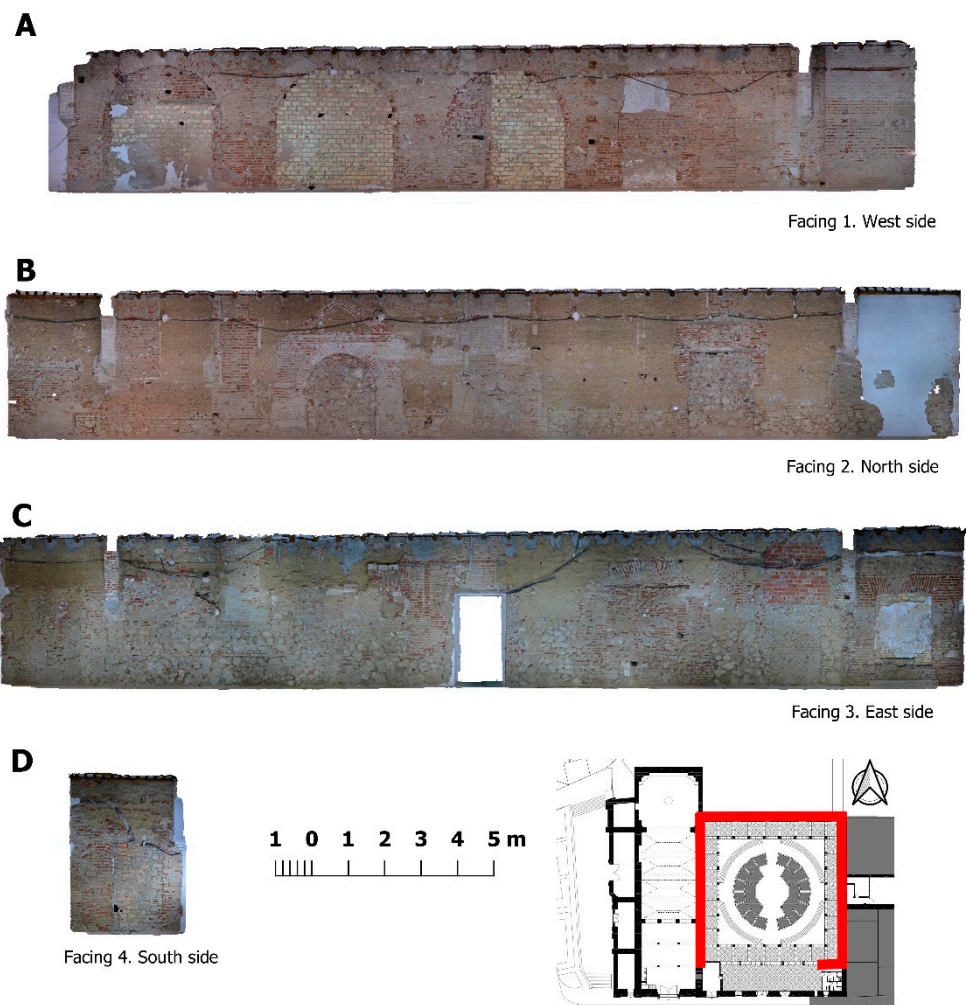 A
Facing 1. West side
B
Facing 2. North side
C
Facing 3. East side
D
1 0 1 2 3 4 5 m
Facing 4. South side